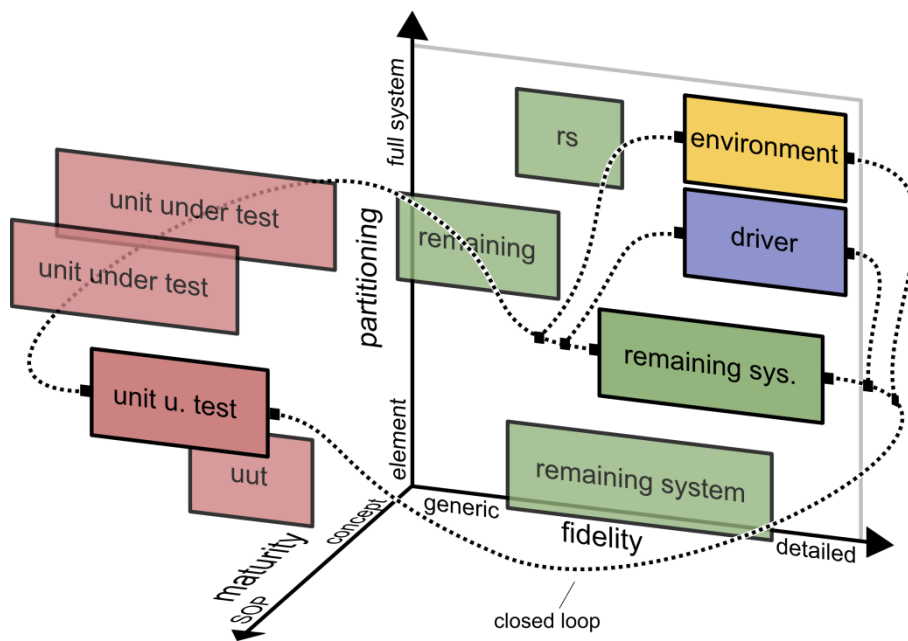 full system
rs
environment
unit under test
remaining
driver
unit under test
partitioning
remaining sys.
unit u. test
element
uut
remaining system
concept
generic
fidelity
detailed
maturity
SOP
closed loop